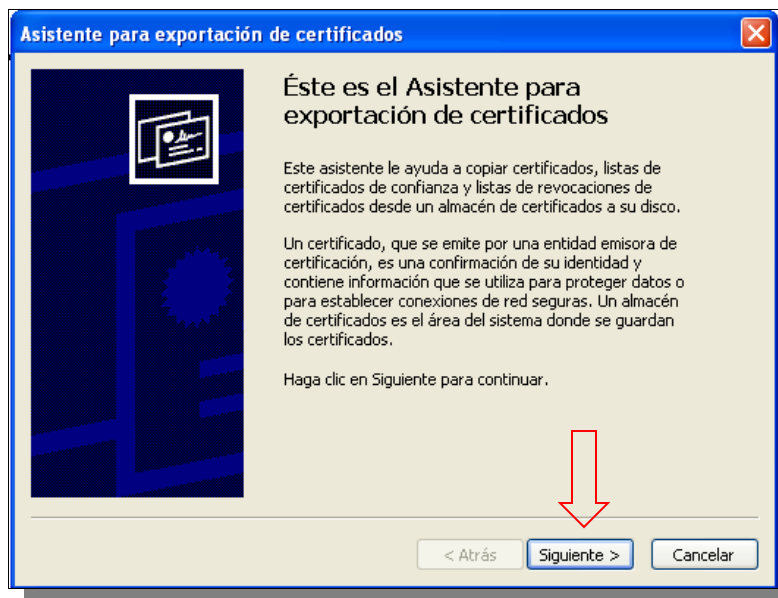 Asistente para exportación de certificados
Éste es el Asistente para
exportación de certificados
Este asistente le ayuda a copiar certificados, listas de
certificados de confianza y listas de revocaciones de
certificados desde un almacén de certificados a su disco.
Un certificado, que se emite por una entidad emisora de
certificación, es una confirmación de su identidad y
contiene información que se utiliza para proteger datos o
para establecer conexiones de red seguras. Un almacén
de certificados es el área del sistema donde se guardan
los certificados.
Haga clic en Siguiente para continuar.
< Atrás Siguiente > Cancelar